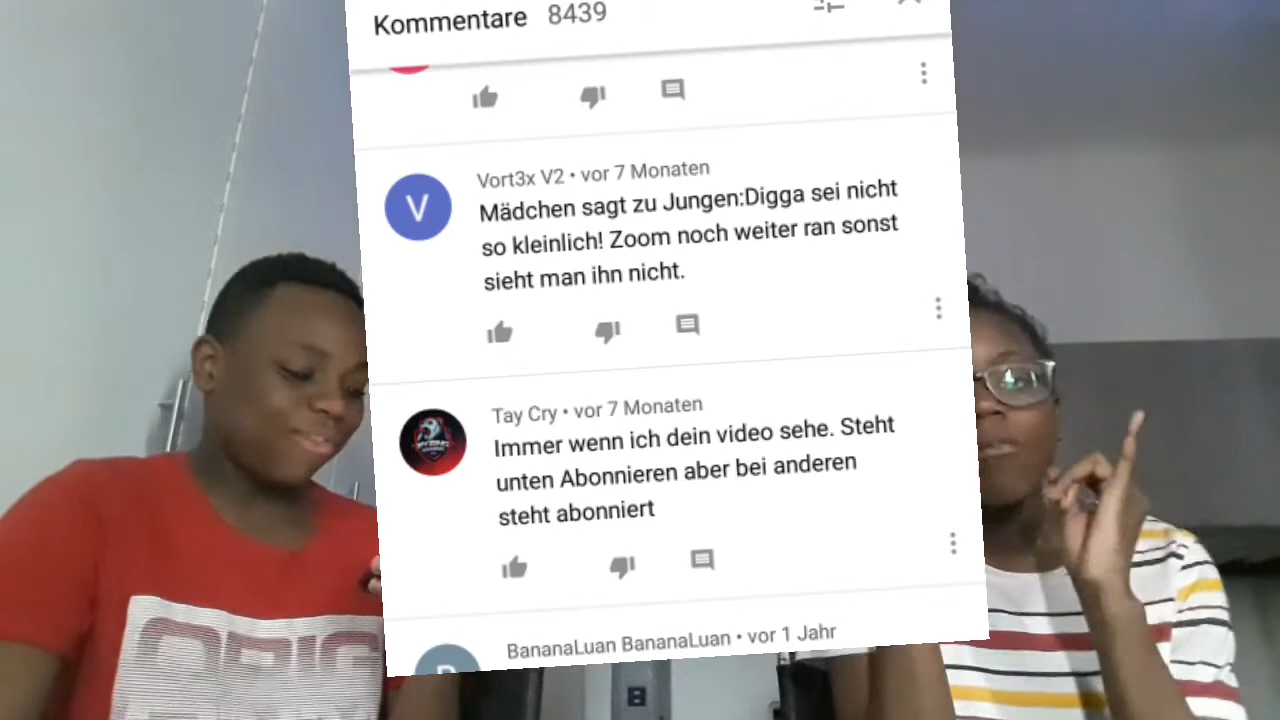 Kommentare 8439
Vort3x V2 • vor 7 Monaten
Mädchen sagt zu Jungen:Digga sei nicht
so kleinlich! Zoom noch weiter ran sonst
sieht man ihn nicht.
Tay Cry • vor 7 Monaten
Immer wenn ich dein video sehe. Steht
unten Abonnieren aber bei anderen
steht abonniert
BananaLuan BananaLuan • vor 1 Jahr
V